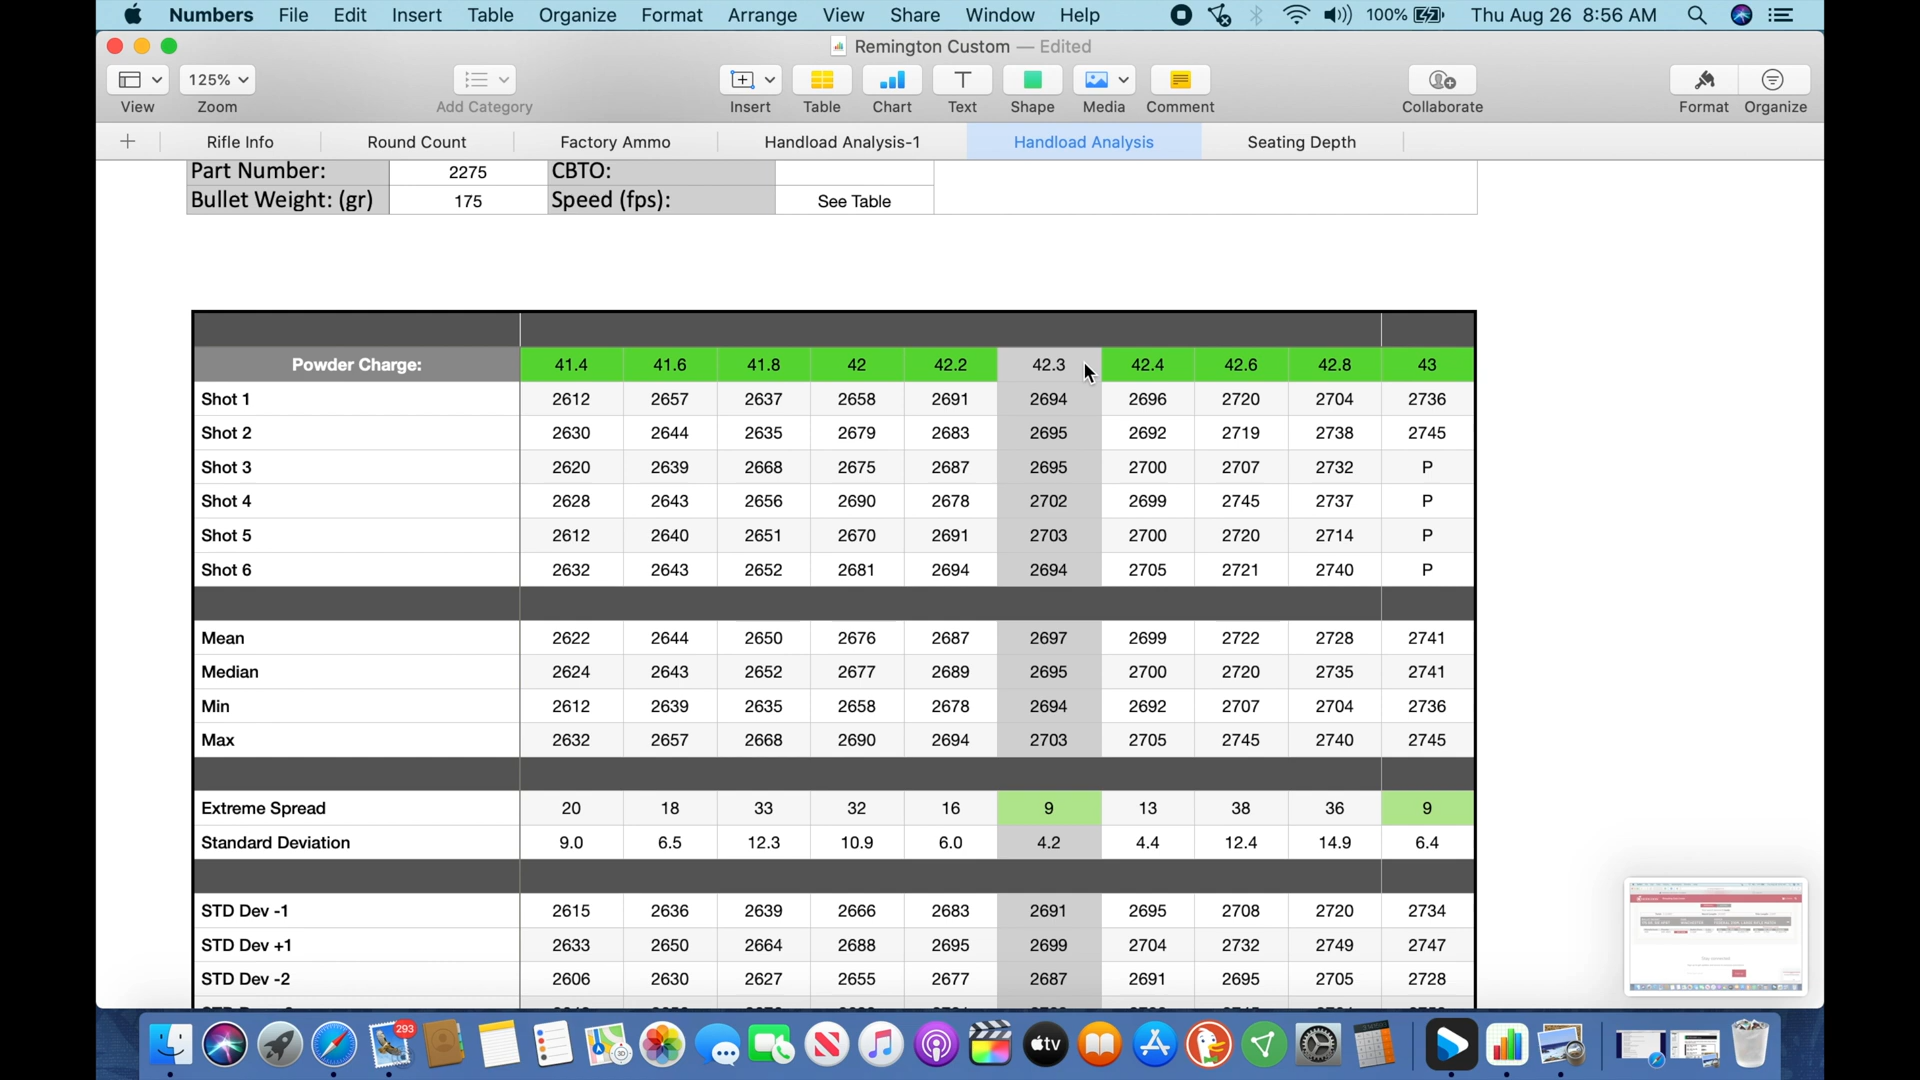 Numbers File Edit Insert Table Organize Format Arrange View Share Window Help 100% Thu Aug 26 8:56 AM
Remington Custom — Edited
125%
View Zoom Add Category Insert Table Chart Text Shape Media Comment Collaborate Format Organize
Rifle Info Round Count Factory Ammo Handload Analysis-1 Handload Analysis Seating Depth
Part Number: 2275 CBTO:
Bullet Weight: (gr) 175 Speed (fps): See Table
Powder Charge: 41.4 41.6 41.8 42 42.2 42.3 42.4 42.6 42.8 43
Shot 1 2612 2657 2637 2658 2691 2694 2696 2720 2704 2736
Shot 2 2630 2644 2635 2679 2683 2695 2692 2719 2738 2745
Shot 3 2620 2639 2668 2675 2687 2695 2700 2707 2732 P
Shot 4 2628 2643 2656 2690 2678 2702 2699 2745 2737 P
Shot 5 2612 2640 2651 2670 2691 2703 2700 2720 2714 P
Shot 6 2632 2643 2652 2681 2694 2694 2705 2721 2740 P
Mean 2622 2644 2650 2676 2687 2697 2699 2722 2728 2741
Median 2624 2643 2652 2677 2689 2695 2700 2720 2735 2741
Min 2612 2639 2635 2658 2678 2694 2692 2707 2704 2736
Max 2632 2657 2668 2690 2694 2703 2705 2745 2740 2745
Extreme Spread 20 18 33 32 16 9 13 38 36 9
Standard Deviation 9.0 6.5 12.3 10.9 6.0 4.2 4.4 12.4 14.9 6.4
STD Dev -1 2615 2636 2639 2666 2683 2691 2695 2708 2720 2734
STD Dev +1 2633 2650 2664 2688 2695 2699 2704 2732 2749 2747
STD Dev -2 2606 2630 2627 2655 2677 2687 2691 2695 2705 2728
293
tv